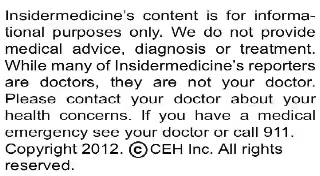 Insidermedicine's content is for informa-
tional purposes only. We do not provide
medical advice, diagnosis or treatment.
While many of Insidermedicine's reporters
are doctors, they are not your doctor.
Please contact your doctor about your
health concerns. If you have a medical
emergency see your doctor or call 911.
Copyright 2012. ©CEH Inc. All rights
reserved.